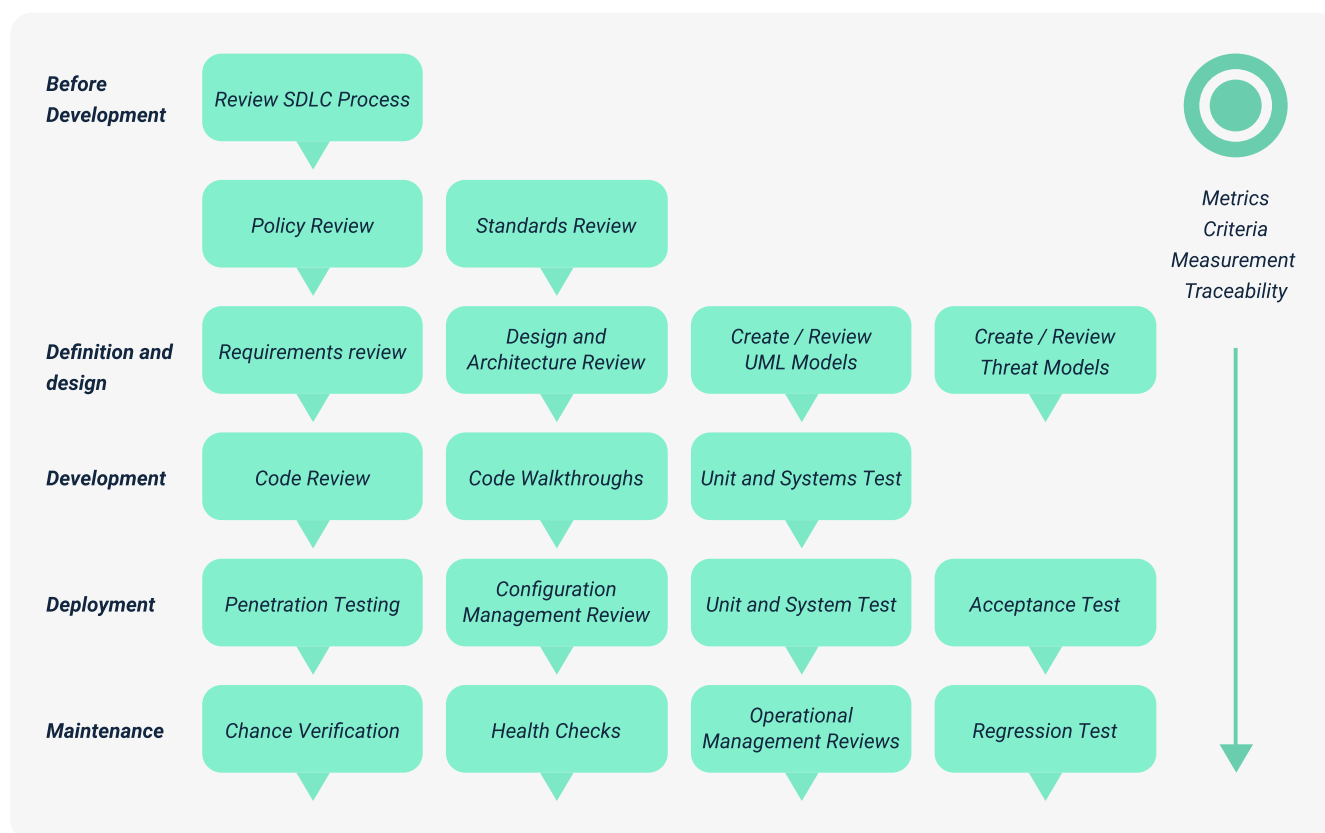 Before
Development
Review SDLC Process
Policy Review
Standards Review
Metrics
Criteria
Measurement
Traceability
Definition and
design
Requirements review
Design and
Architecture Review
Create / Review
UML Models
Create / Review
Threat Models
Development
Code Review
Code Walkthroughs
Unit and Systems Test
Deployment
Penetration Testing
Configuration
Management Review
Unit and System Test
Acceptance Test
Maintenance
Chance Verification
Health Checks
Operational
Management Reviews
Regression Test